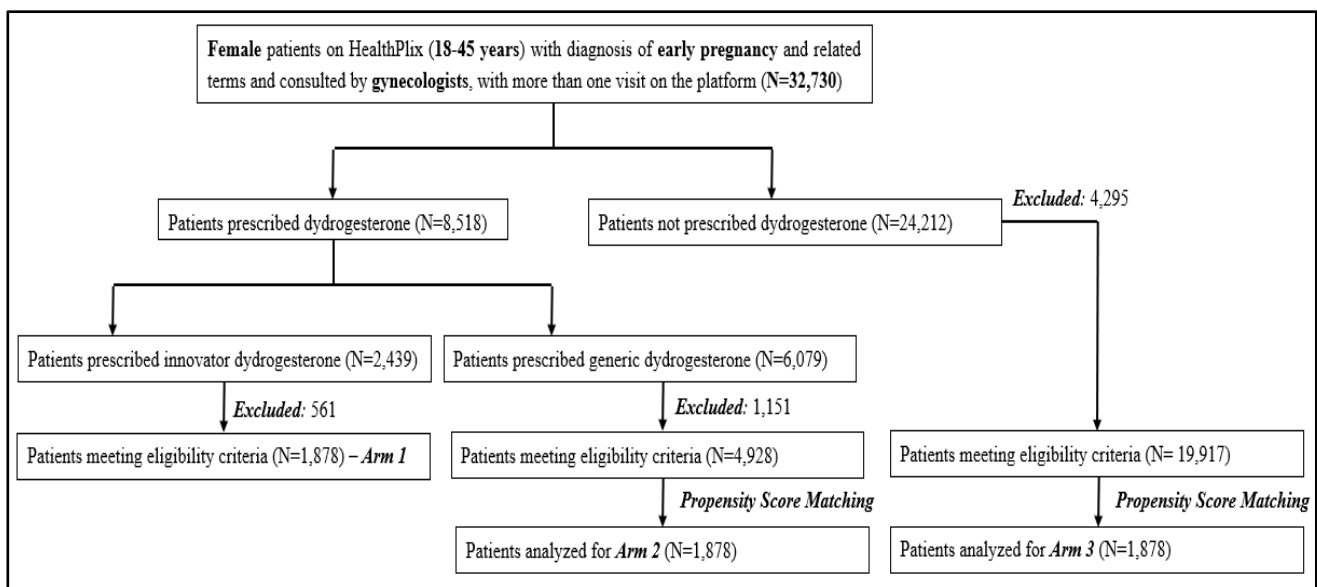 Female patients on HealthPlix (18-45 years) with diagnosis of early pregnancy and related
terms and consulted by gynecologists, with more than one visit on the platform (N=32,730)
Patients prescribed dydrogesterone (N=8,518)
Patients not prescribed dydrogesterone (N=24,212)
Excluded: 4,295
Patients prescribed innovator dydrogesterone (N=2,439)
Patients prescribed generic dydrogesterone (N=6,079)
Excluded: 561
Excluded: 1,151
Patients meeting eligibility criteria (N=1,878) – Arm 1
Patients meeting eligibility criteria (N=4,928)
Patients meeting eligibility criteria (N= 19,917)
Propensity Score Matching
Propensity Score Matching
Patients analyzed for Arm 2 (N=1,878)
Patients analyzed for Arm 3 (N=1,878)